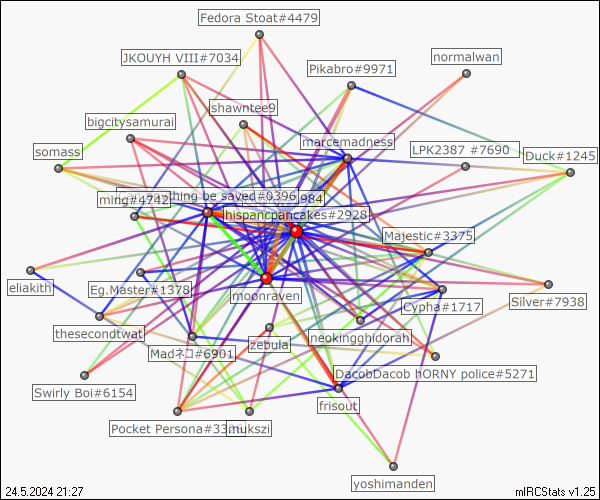 Fedora Stoat#4479
JKOUYH VIII#7034
normalwan
Pikabro#9971
shawntee9
bigcitysamurai
marcemadness
somass
LPK2387 #7690
Duck#1245
thing be saved#0396
984
ming#4742
hispancpancakes#2928
Majestic#3375
eliakith
Eg.Master#1378
moonraven
Cypha#1717
Silver#7938
thesecondtwat
neokingghidorah
Madネコ#6901
zebula
DacobDacob hORNY police#5271
Swirly Boi#6154
frisout
Pocket Persona#33
mukszi
yoshimanden
24.5.2024 21:27
mIRCStats v1.25